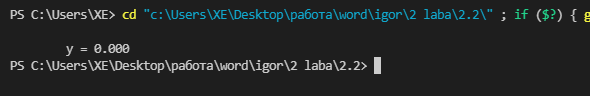 PS C:\Users\XE> cd "c:\Users\XE\Desktop\работа\word\igor\2 laba\2.2\" ; if ($?) { g
y = 0.000
PS C:\Users\XE\Desktop\работа\word\igor\2 laba\2.2>